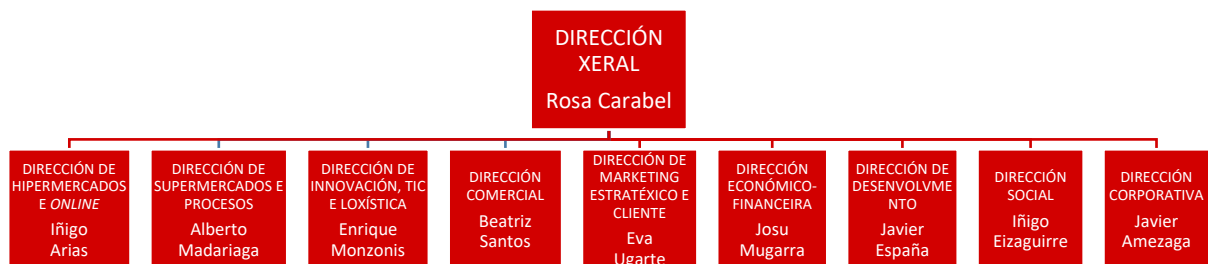 DIRECCIÓN
XERAL
Rosa Carabel
DIRECCIÓN DE
HIPERMERCADOS
E ONLINE
Iñigo
Arias
DIRECCIÓN DE
SUPERMERCADOS E
PROCESOS
Alberto
Madariaga
DIRECCIÓN DE
INNOVACIÓN, TIC
E LOXÍSTICA
Enrique
Monzonis
DIRECCIÓN
COMERCIAL
Beatriz
Santos
DIRECCIÓN DE
MARKETING
ESTRATÉXICO E
CLIENTE
Eva
Ugarte
DIRECCIÓN
ECONÓMICO-
FINANCEIRA
Josu
Mugarra
DIRECCIÓN DE
DESENVOLVME
NTO
Javier
España
DIRECCIÓN
SOCIAL
Iñigo
Eizaguirre
DIRECCIÓN
CORPORATIVA
Javier
Amezaga